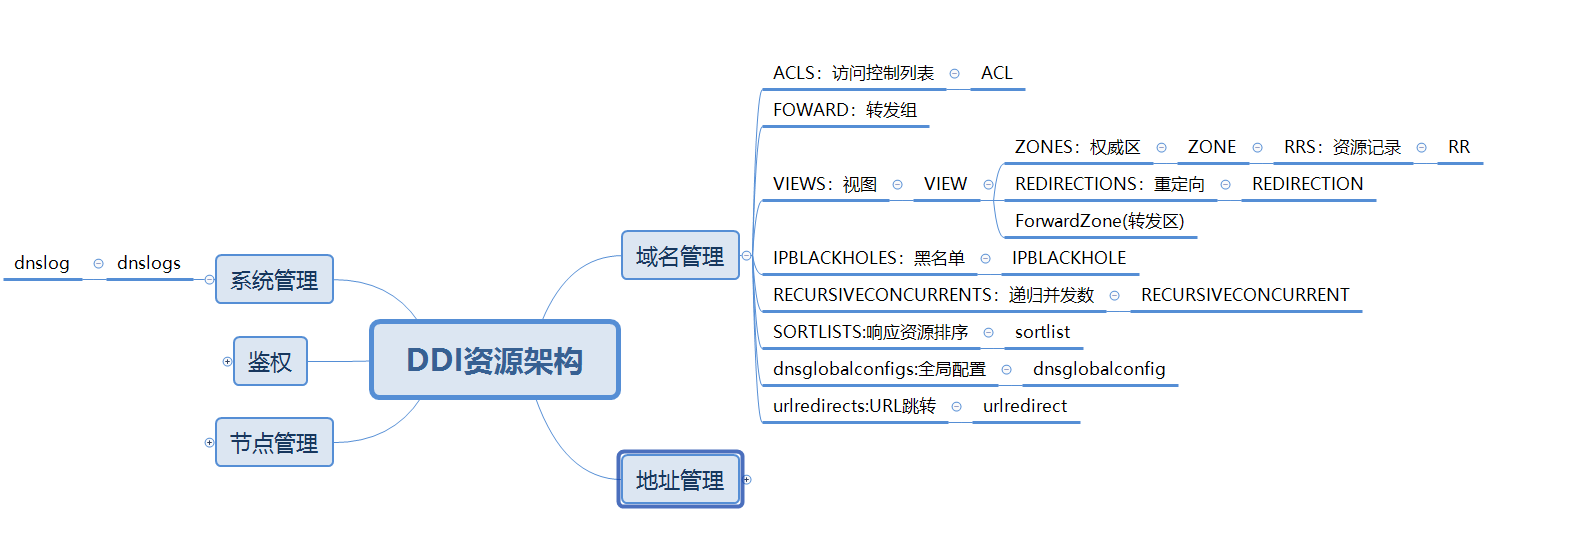 ACLS：访问控制列表
ACL
FOWARD：转发组
ZONES：权威区
ZONE
RRS：资源记录
RR
VIEWS：视图
VIEW
REDIRECTIONS：重定向
REDIRECTION
ForwardZone(转发区)
域名管理
IPBLACKHOLES：黑名单
IPBLACKHOLE
RECURSIVECONCURRENTS：递归并发数
RECURSIVECONCURRENT
SORTLISTS:响应资源排序
sortlist
dnsglobalconfigs:全局配置
dnsglobalconfig
urlredirects:URL跳转
urlredirect
dnslog
dnslogs
系统管理
鉴权
DDI资源架构
节点管理
地址管理